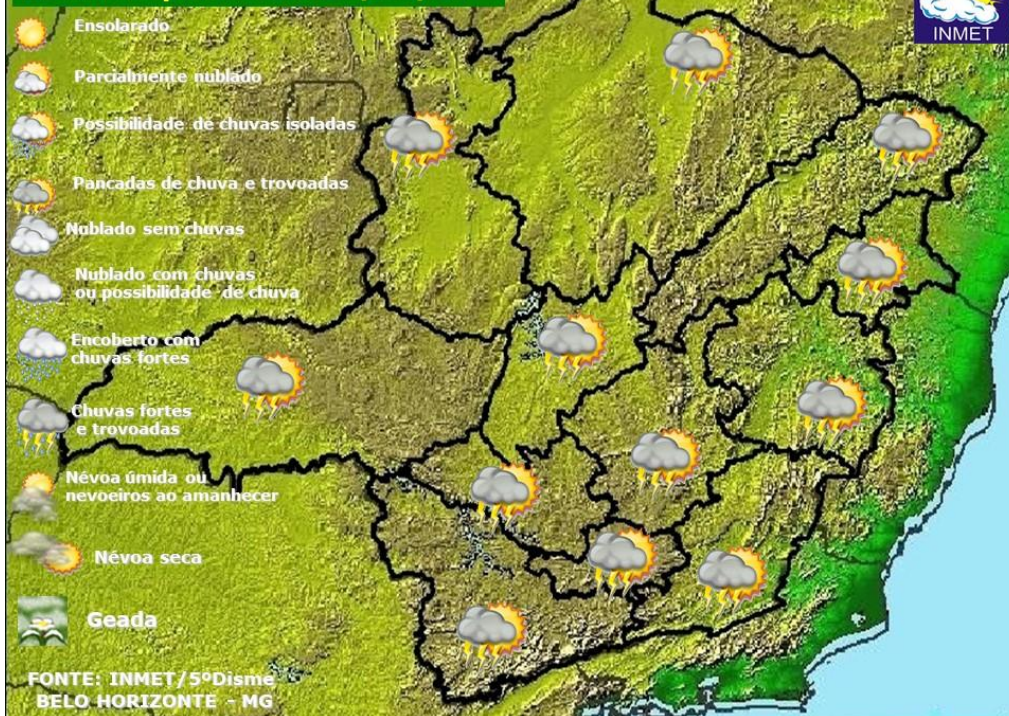 INMET
Ensolarado
Parcialmente nublado
Possibilidade de chuvas isoladas
Pancadas de chuva e trovoadas
Nublado sem chuvas
Nublado com chuvas
ou possibilidade de chuva
Encoberto com
chuvas fortes
Chuvas fortes
e trovoadas
Névoa úmida ou
nevoeiros ao amanhecer
Névoa seca
Geada
FONTE: INMET/5ºDisme
BELO HORIZONTE - MG